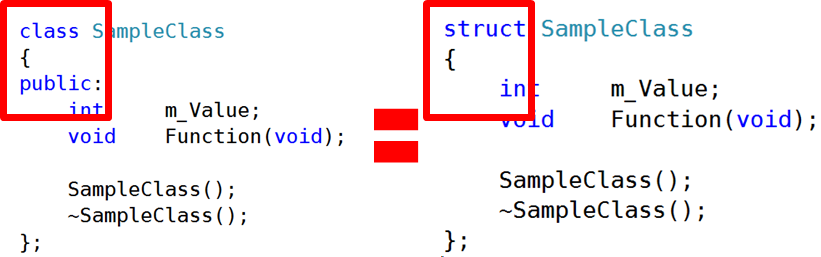 class SampleClass
{
public:
int m_Value;
void Function(void);
SampleClass();
~SampleClass();
};
struct SampleClass
{
int m_Value;
void Function(void);
SampleClass();
~SampleClass();
};